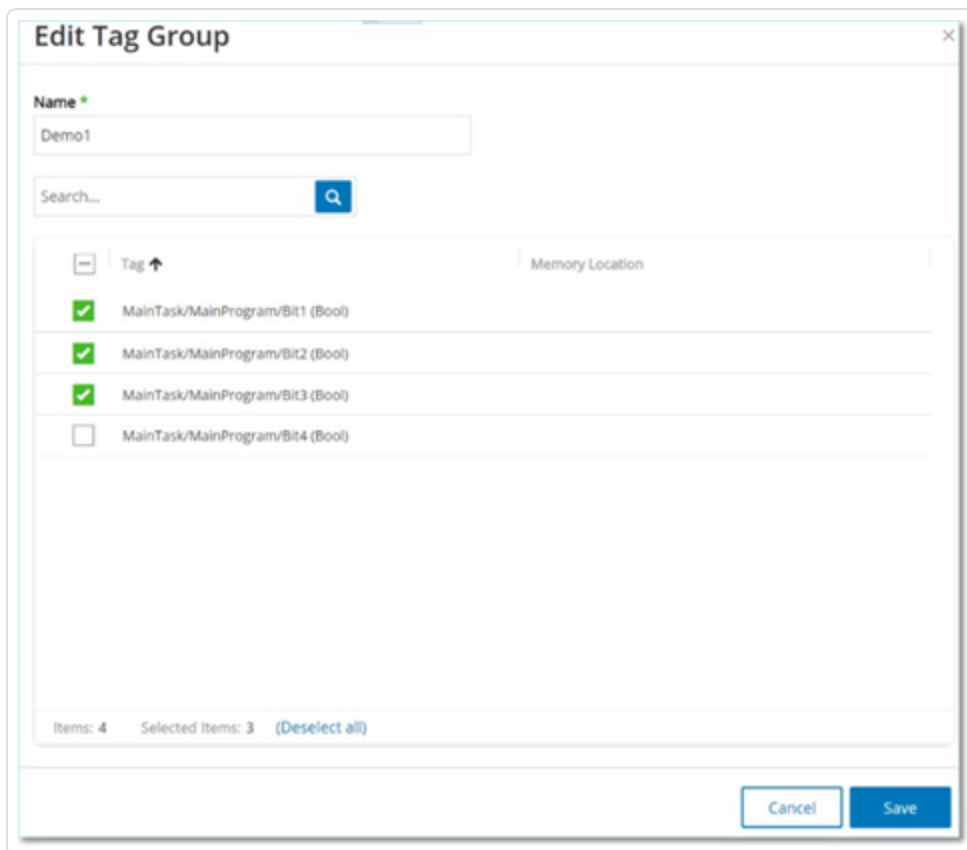 Edit Tag Group
Name *
Demo1
Search...
Tag Memory Location
MainTask/MainProgram/Bit1 (Bool)
MainTask/MainProgram/Bit2 (Bool)
MainTask/MainProgram/Bit3 (Bool)
MainTask/MainProgram/Bit4 (Bool)
Items: 4 Selected Items: 3 (Deselect all)
Cancel Save